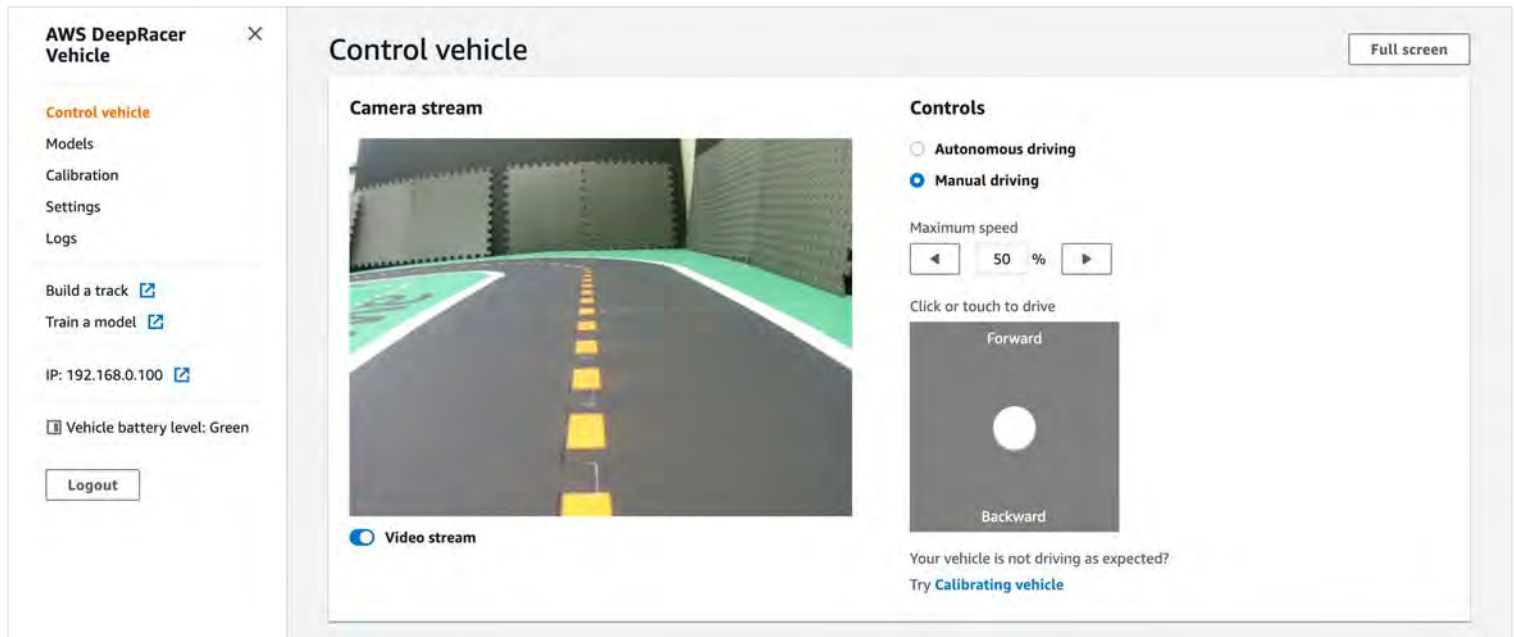 AWS DeepRacer
Vehicle
Control vehicle
Models
Calibration
Settings
Logs
Build a track
Train a model
IP: 192.168.0.100
Vehicle battery level: Green
Logout
Control vehicle
Full screen
Camera stream
Video stream
Controls
Autonomous driving
Manual driving
Maximum speed
50 %
Click or touch to drive
Forward
Backward
Your vehicle is not driving as expected?
Try Calibrating vehicle